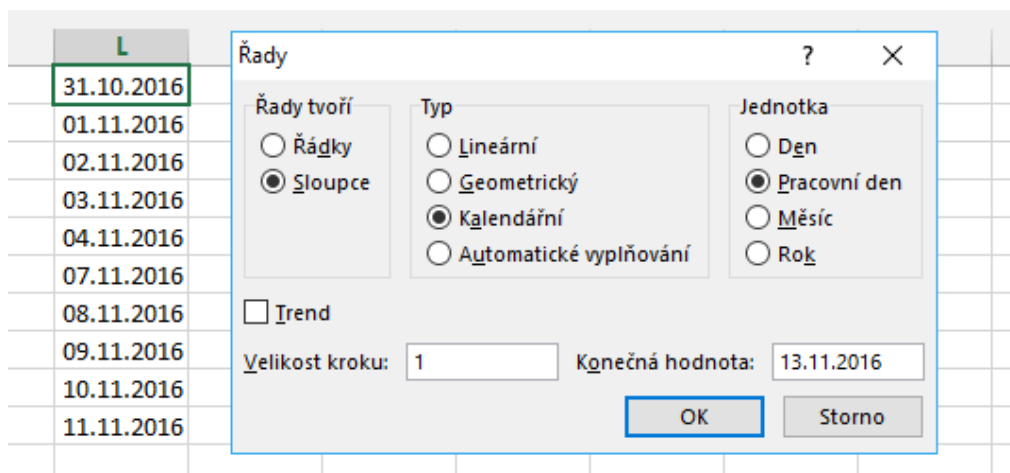 L
31.10.2016
01.11.2016
02.11.2016
03.11.2016
04.11.2016
07.11.2016
08.11.2016
09.11.2016
10.11.2016
11.11.2016
Řady ?
Řady tvoří
Řádky
Sloupce
Typ
Lineární
Geometrický
Kalendářní
Automatické vyplňování
Jednotka
Den
Pracovní den
Měsíc
Rok
Trend
Velikost kroku: 1
Konečná hodnota: 13.11.2016
OK
Storno